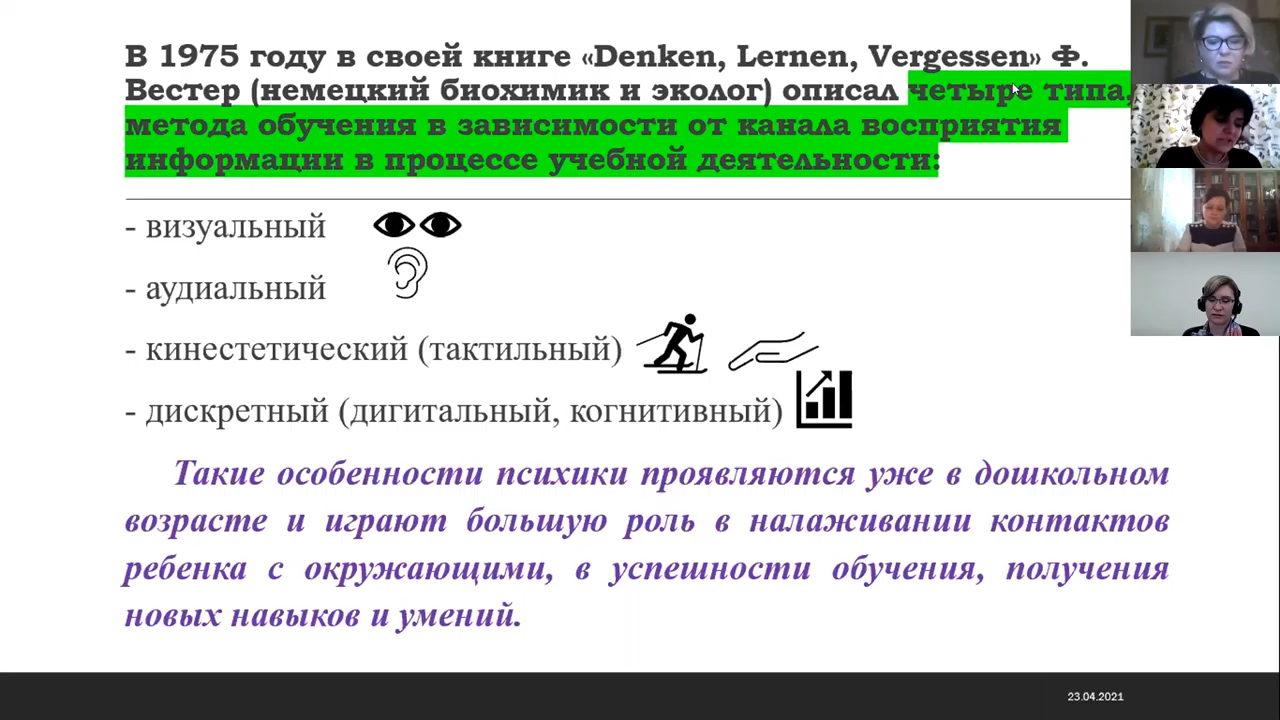 В 1975 году в своей книге «Denken, Lernen, Vergessen» Ф.
Вестер (немецкий биохимик и эколог) описал четыре типа,
метода обучения в зависимости от канала восприятия
информации в процессе учебной деятельности:
- визуальный
- аудиальный
- кинестетический (тактильный)
- дискретный (дигитальный, когнитивный)
Такие особенности психики проявляются уже в дошкольном
возрасте и играют большую роль в налаживании контактов
ребенка с окружающими, в успешности обучения, получения
новых навыков и умений.
23.04.2021